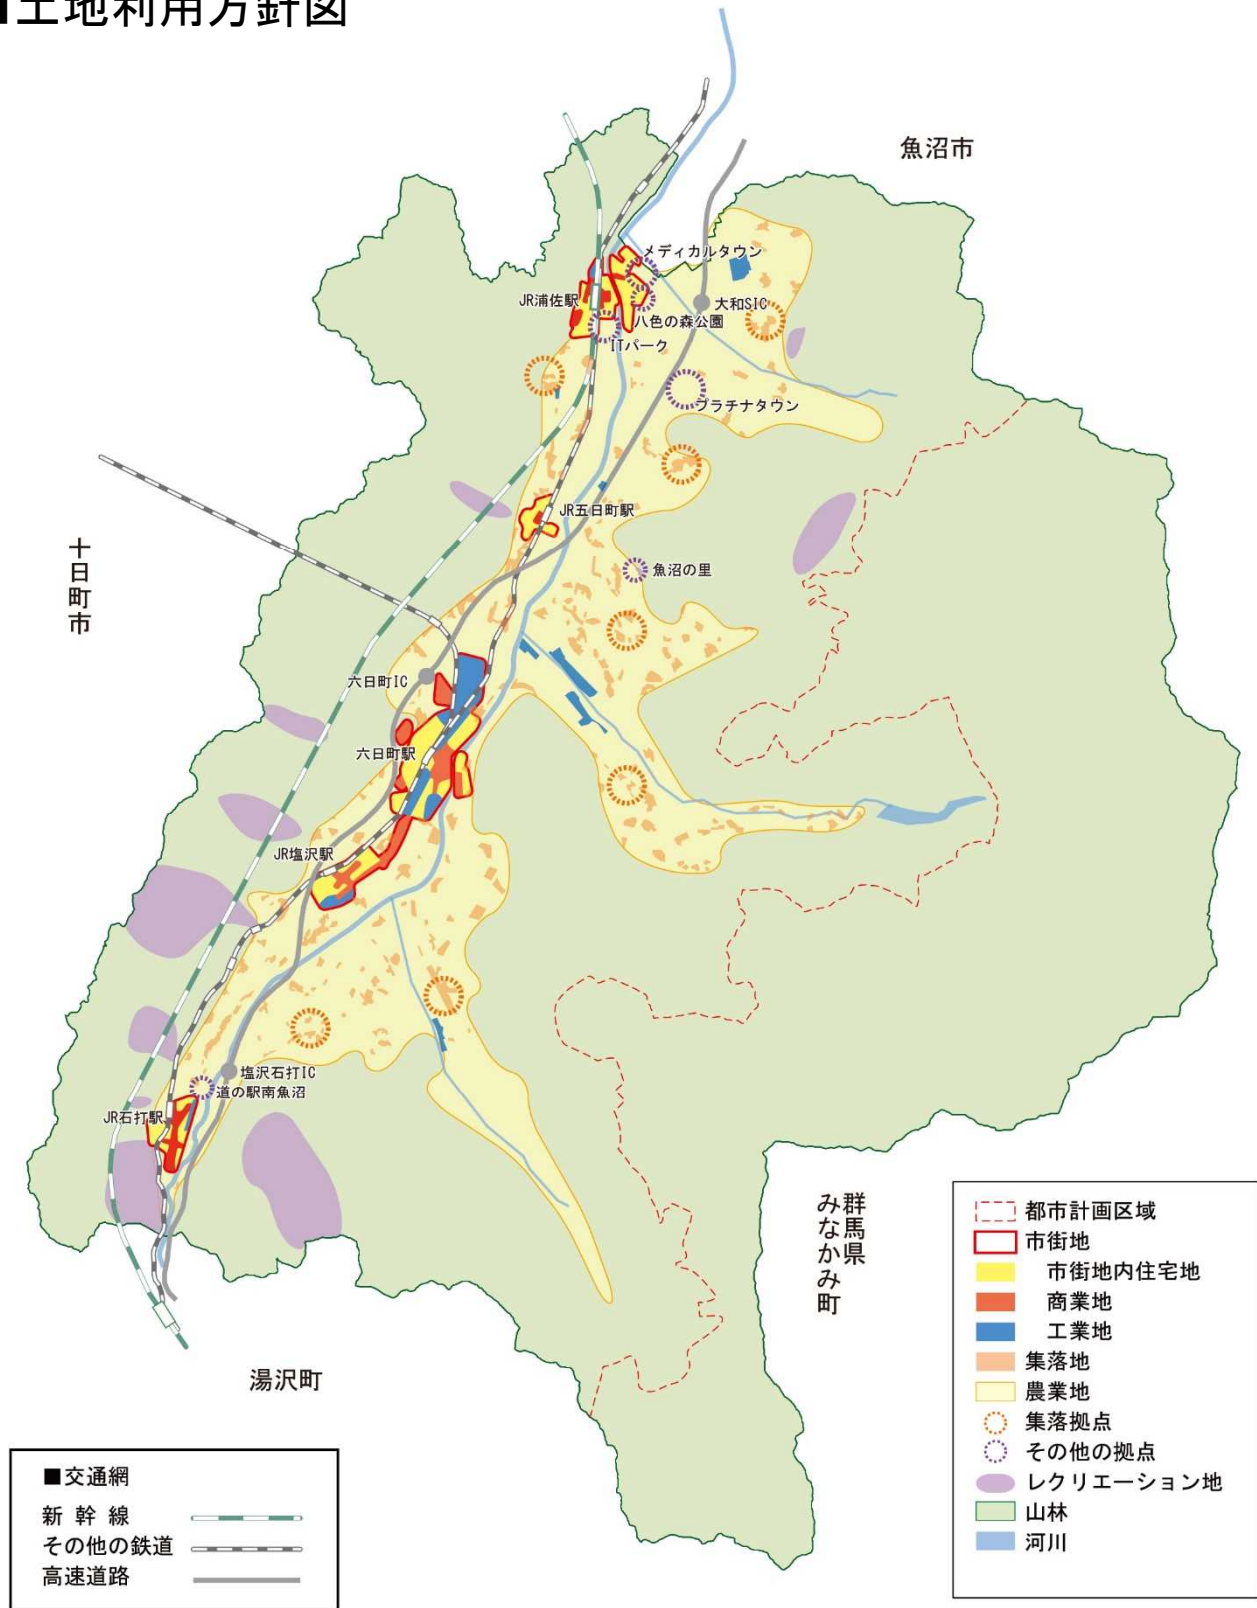 ■土地利用方針図
魚沼市
メディカルタウン
JR浦佐駅
大和SIC
八色の森公園
ITパーク
プラチナタウン
JR五日町駅
十日町市
魚沼の里
六日町IC
六日町駅
JR塩沢駅
塩沢石打IC
道の駅南魚沼
JR石打駅
群馬県
みなかみ町
湯沢町
都市計画区域
市街地
市街地内住宅地
商業地
工業地
集落地
農業地
集落拠点
その他の拠点
レクリエーション地
山林
河川
■交通網
新幹線
その他の鉄道
高速道路